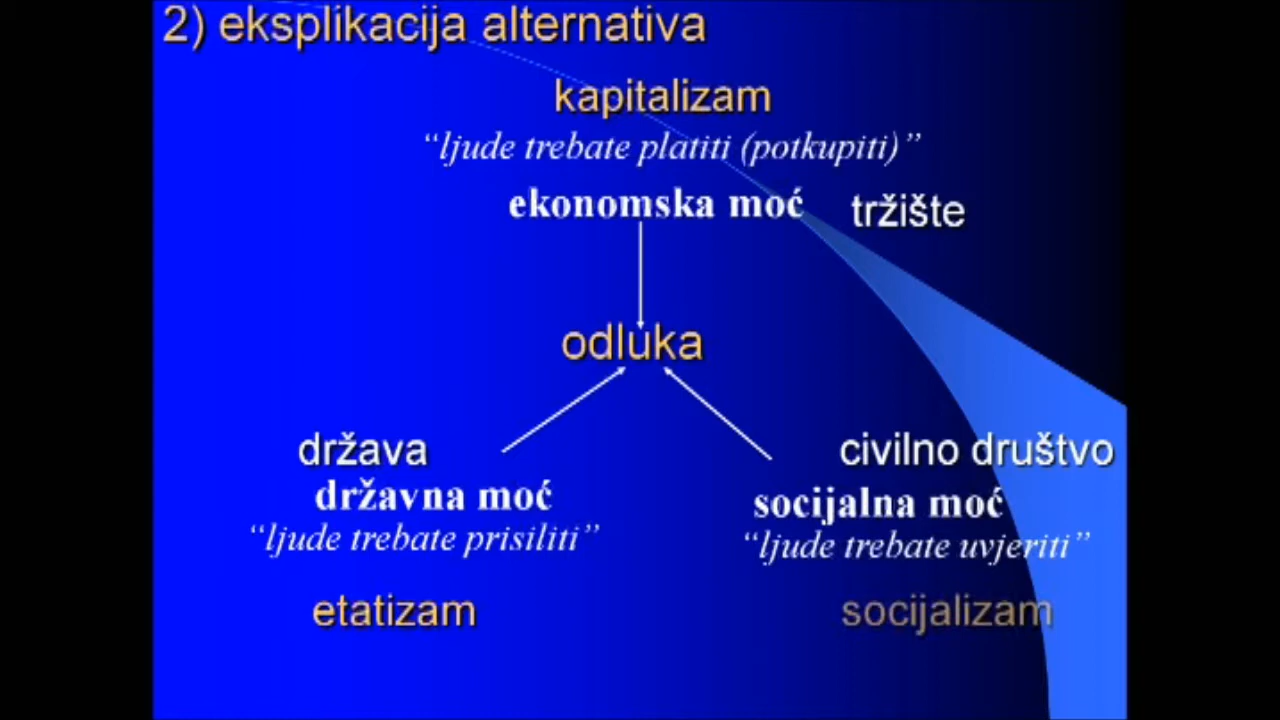 2) eksplikacija alternativa
kapitalizam
“ljude trebate platiti (potkupiti)”
ekonomska moć
tržište
odluka
država
državna moć
“ljude trebate prisiliti”
etatizam
civilno društvo
socijalna moć
“ljude trebate uvjeriti”
socijalizam